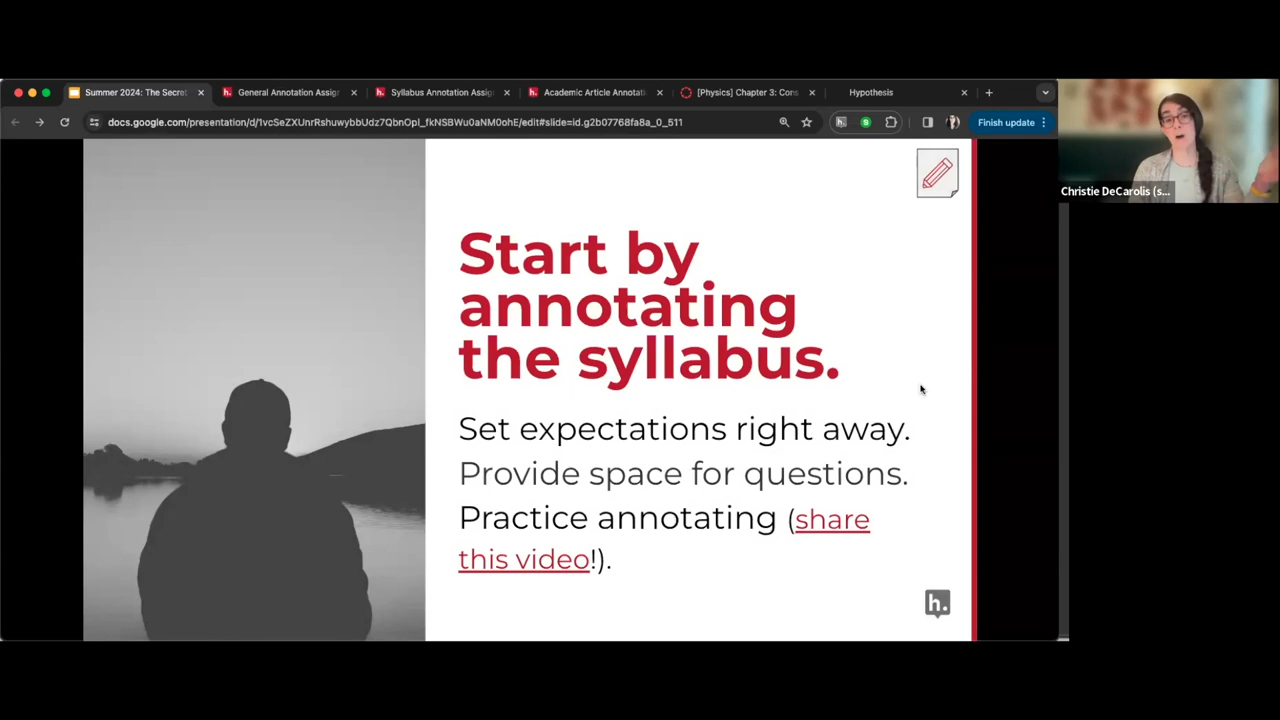 Summer 2024: The Secre
General Annotation Assig
Syllabus Annotation Assig
Academic Article Annotati
[Physics] Chapter 3: Cons
Hypothesis
docs.google.com/presentation/d/1vcSeZXUnrRshuwybbUdz7QbnOpl_fkNSBWu0aNM0ohE/edit#slide=id.g2b07768fa8a_0_511
Finish update
Christie DeCarolis (s...
Start by
annotating
the syllabus.
Set expectations right away.
Provide space for questions.
Practice annotating (share
this video!).
h.